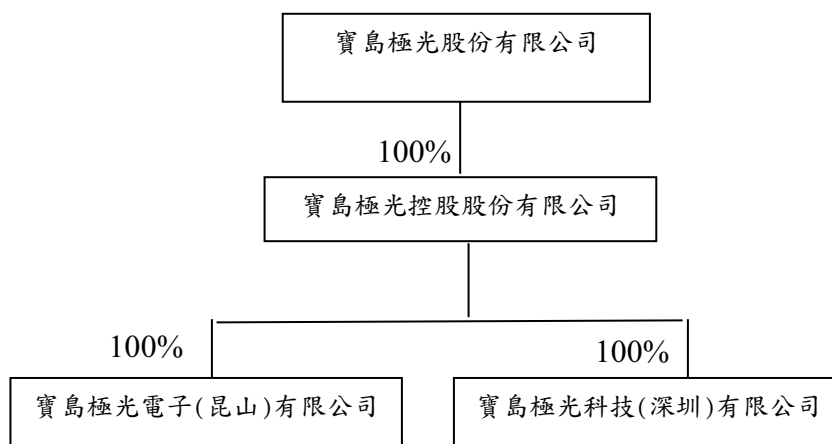 寶島極光股份有限公司
100%
寶島極光控股股份有限公司
100%
100%
寶島極光電子(昆山)有限公司
寶島極光科技(深圳)有限公司